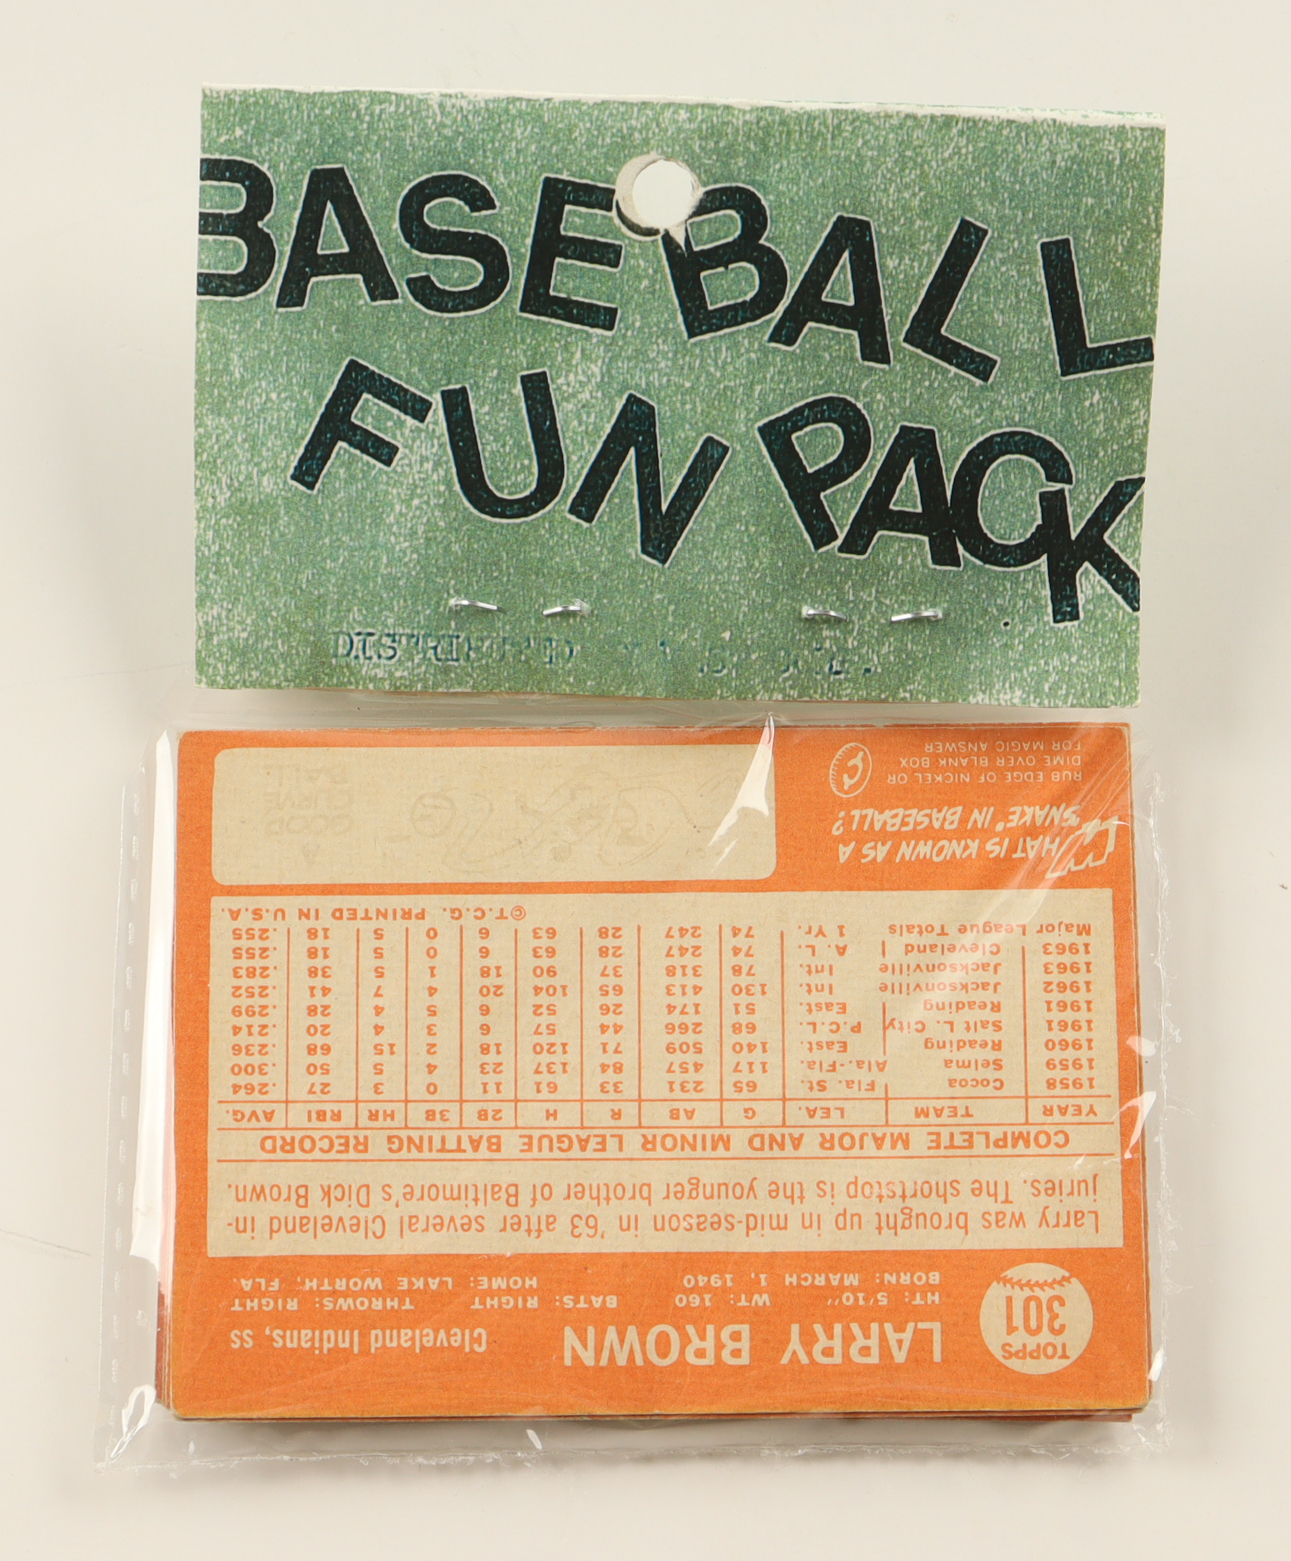 BASEBALL
FUN PACK
TOPPS
301
LARRY BROWN
Cleveland Indians, ss
HT: 5'10" WT: 160 BATS: RIGHT THROWS: RIGHT
BORN: MARCH 1, 1940 HOME: LAKE WORTH, FLA.
Larry was brought up in mid-season in '63 after several Cleveland in-
juries. The shortstop is the younger brother of Baltimore's Dick Brown.
COMPLETE MAJOR AND MINOR LEAGUE BATTING RECORD
YEAR TEAM LEA. G AB R H 2B 3B HR RBI AVG.
1958 Cocoa Fla. St. 65 231 33 61 11 0 3 27 .264
1959 Selma Ala.-Fla. 117 457 84 137 23 4 5 50 .300
1960 Reading East. 140 509 71 120 18 2 15 68 .236
1961 Salt L. City P.C.L. 68 266 44 57 6 3 4 20 .214
1961 Reading East. 51 174 26 52 6 5 4 28 .299
1962 Jacksonville Int. 130 413 65 104 20 4 7 41 .252
1963 Jacksonville Int. 78 318 37 90 18 1 5 38 .283
1963 Cleveland A. L. 74 247 28 63 6 0 5 18 .255
Major League Totals 1 Yr. 74 247 28 63 6 0 5 18 .255
©T.C.G. PRINTED IN U.S.A.
WHAT IS KNOWN AS A
"SNAKE" IN BASEBALL?
RUB EDGE OF NICKEL OR
DIME OVER BLANK BOX
FOR MAGIC ANSWER
A
GOOD
CURVE
BALL